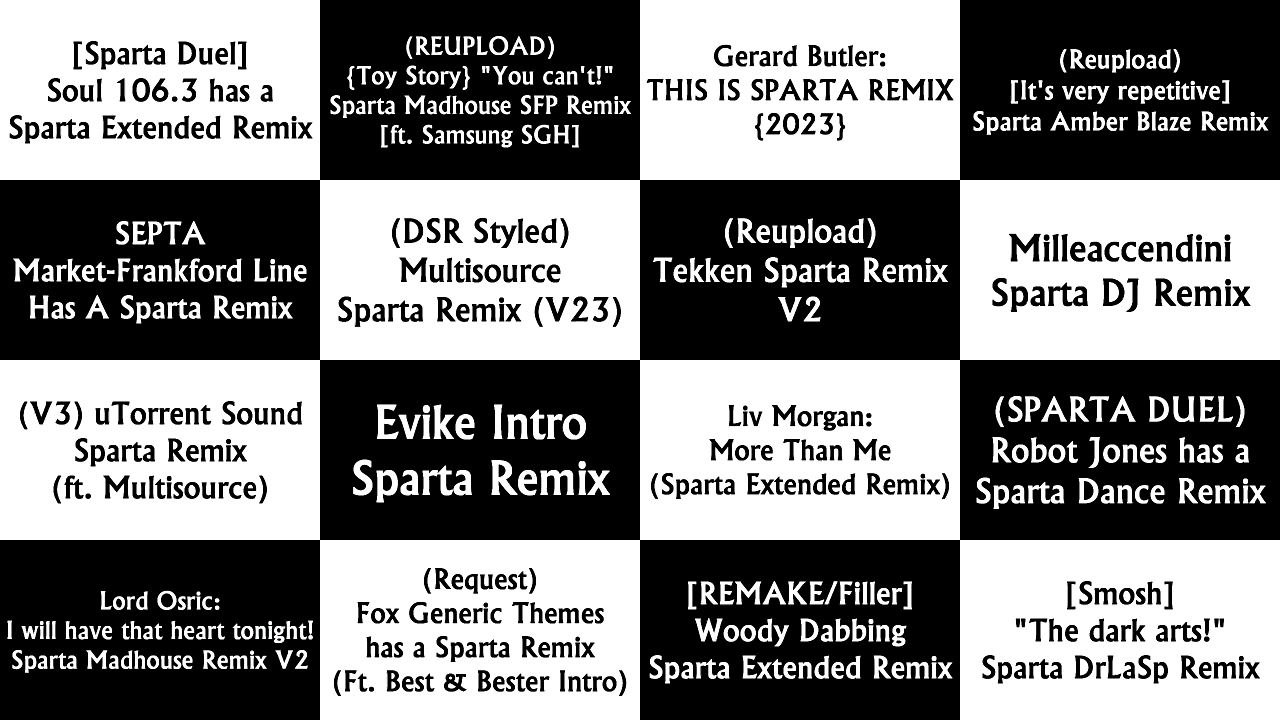 [Sparta Duel]
Soul 106.3 has a
Sparta Extended Remix
(REUPLOAD)
{Toy Story} "You can't!"
Sparta Madhouse SFP Remix
[ft. Samsung SGH]
Gerard Butler:
THIS IS SPARTA REMIX
{2023}
(Reupload)
[It's very repetitive]
Sparta Amber Blaze Remix
SEPTA
Market-Frankford Line
Has A Sparta Remix
(DSR Styled)
Multisource
Sparta Remix (V23)
(Reupload)
Tekken Sparta Remix
V2
Milleaccendini
Sparta DJ Remix
(V3) uTorrent Sound
Sparta Remix
(ft. Multisource)
Evike Intro
Sparta Remix
Liv Morgan:
More Than Me
(Sparta Extended Remix)
(SPARTA DUEL)
Robot Jones has a
Sparta Dance Remix
Lord Osric:
I will have that heart tonight!
Sparta Madhouse Remix V2
(Request)
Fox Generic Themes
has a Sparta Remix
(Ft. Best & Bester Intro)
[REMAKE/Filler]
Woody Dabbing
Sparta Extended Remix
[Smosh]
"The dark arts!"
Sparta DrLaSp Remix